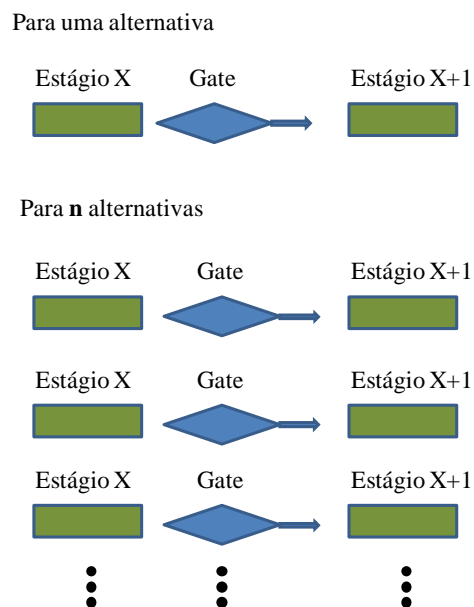 Para uma alternativa
Estágio X Gate Estágio X+1
Para n alternativas
Estágio X Gate Estágio X+1
Estágio X Gate Estágio X+1
Estágio X Gate Estágio X+1